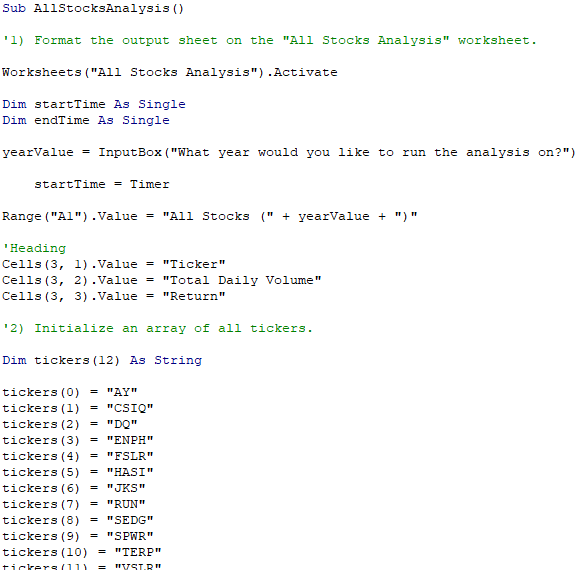 Sub AllStocksAnalysis()
'1) Format the output sheet on the "All Stocks Analysis" worksheet.
Worksheets("All Stocks Analysis").Activate
Dim startTime As Single
Dim endTime As Single
yearValue = InputBox("What year would you like to run the analysis on?")
startTime = Timer
Range("A1").Value = "All Stocks (" + yearValue + ")"
'Heading
Cells(3, 1).Value = "Ticker"
Cells(3, 2).Value = "Total Daily Volume"
Cells(3, 3).Value = "Return"
'2) Initialize an array of all tickers.
Dim tickers(12) As String
tickers(0) = "AY"
tickers(1) = "CSIQ"
tickers(2) = "DQ"
tickers(3) = "ENPH"
tickers(4) = "FSLR"
tickers(5) = "HASI"
tickers(6) = "JKS"
tickers(7) = "RUN"
tickers(8) = "SEDG"
tickers(9) = "SPWR"
tickers(10) = "TERP"
tickers(11) = "VSLR"